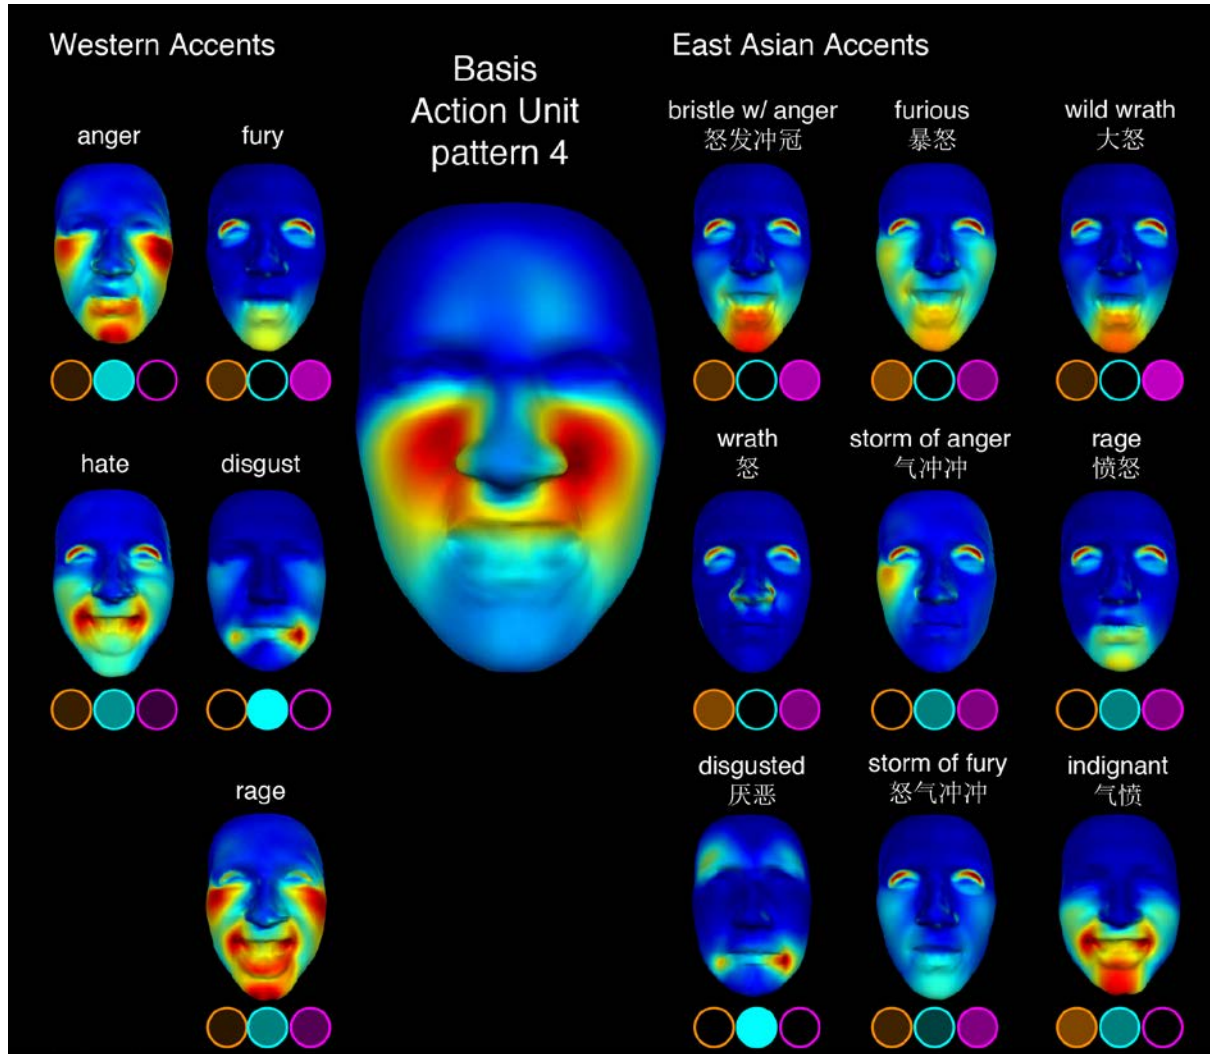 Western Accents
Basis
Action Unit
pattern 4
East Asian Accents
anger
fury
bristle w/ anger
怒发冲冠
furious
暴怒
wild wrath
大怒
hate
disgust
wrath
怒
storm of anger
气冲冲
rage
愤怒
rage
disgusted
厌恶
storm of fury
怒气冲冲
indignant
气愤